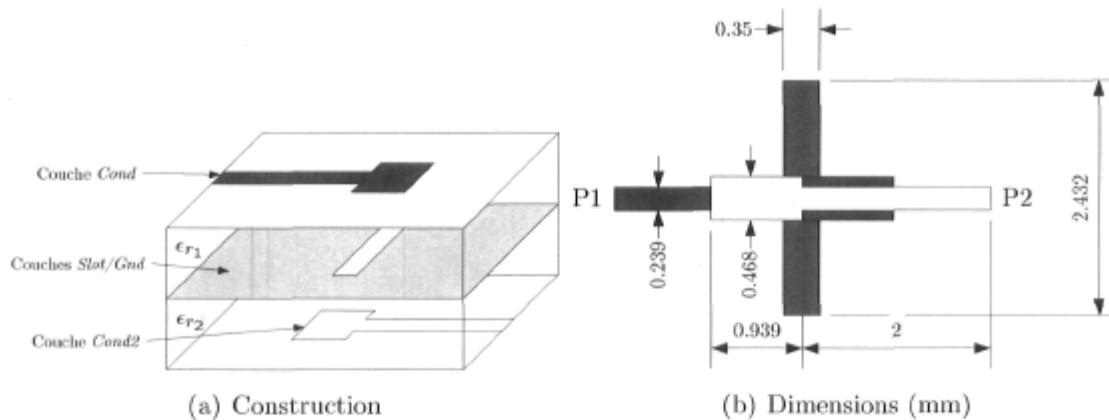 Couche Cond
ϵr1
Couches Slot/Gnd
ϵr2
Couche Cond2
(a) Construction
0.35
P1
P2
0.239
0.468
2.432
0.939
2
(b) Dimensions (mm)